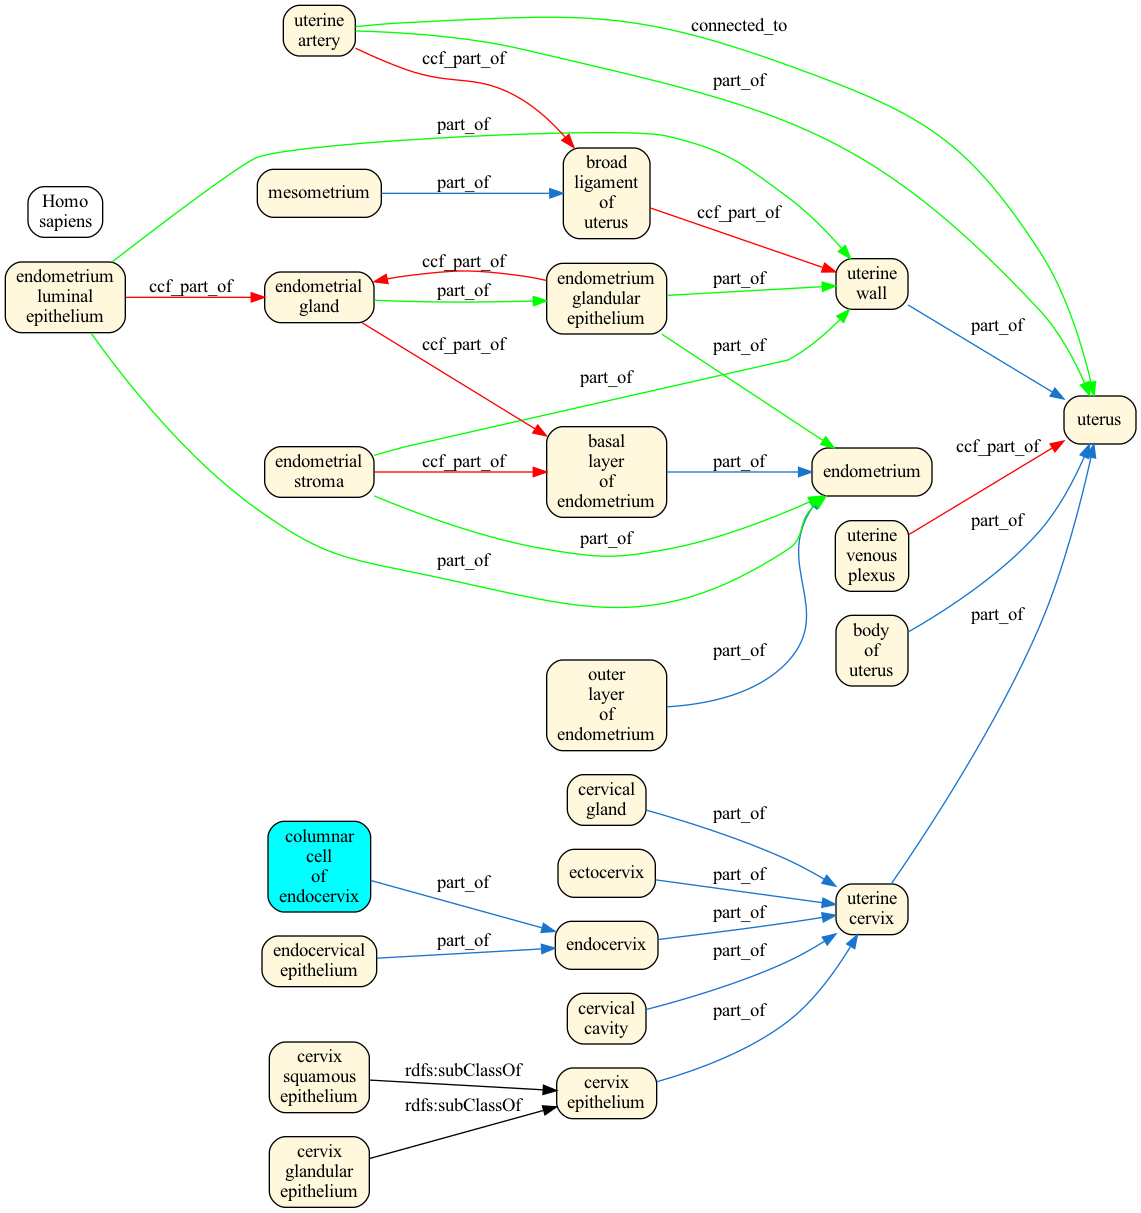 uterine
artery
connected_to
ccf_part_of
part_of
part_of
broad
ligament
of
uterus
mesometrium
part_of
Homo
sapiens
ccf_part_of
endometrium
luminal
epithelium
ccf_part_of
endometrial
gland
ccf_part_of
part_of
endometrium
glandular
epithelium
part_of
uterine
wall
part_of
ccf_part_of
part_of
part_of
uterus
endometrial
stroma
ccf_part_of
basal
layer
of
endometrium
part_of
endometrium
ccf_part_of
part_of
part_of
uterine
venous
plexus
part_of
part_of
body
of
uterus
part_of
outer
layer
of
endometrium
cervical
gland
part_of
columnar
cell
of
endocervix
part_of
ectocervix
part_of
uterine
cervix
endocervical
epithelium
part_of
endocervix
part_of
part_of
cervical
cavity
part_of
cervix
squamous
epithelium
rdfs:subClassOf
rdfs:subClassOf
cervix
epithelium
cervix
glandular
epithelium